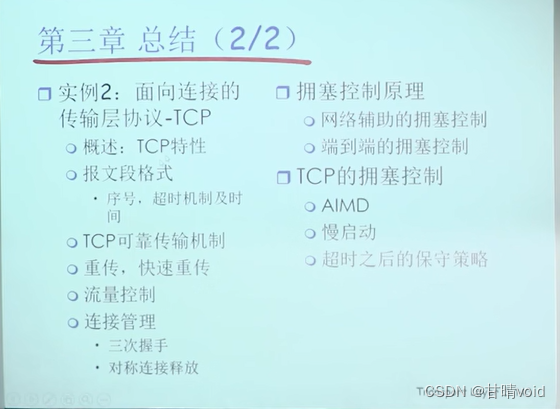 第三章 总结（2/2）
实例2：面向连接的
传输层协议-TCP
概述：TCP特性
报文段格式
序号，超时机制及时
间
TCP可靠传输机制
重传，快速重传
流量控制
连接管理
三次握手
对称连接释放
拥塞控制原理
网络辅助的拥塞控制
端到端的拥塞控制
TCP的拥塞控制
AIMD
慢启动
超时之后的保守策略
CSDN @甘晴void